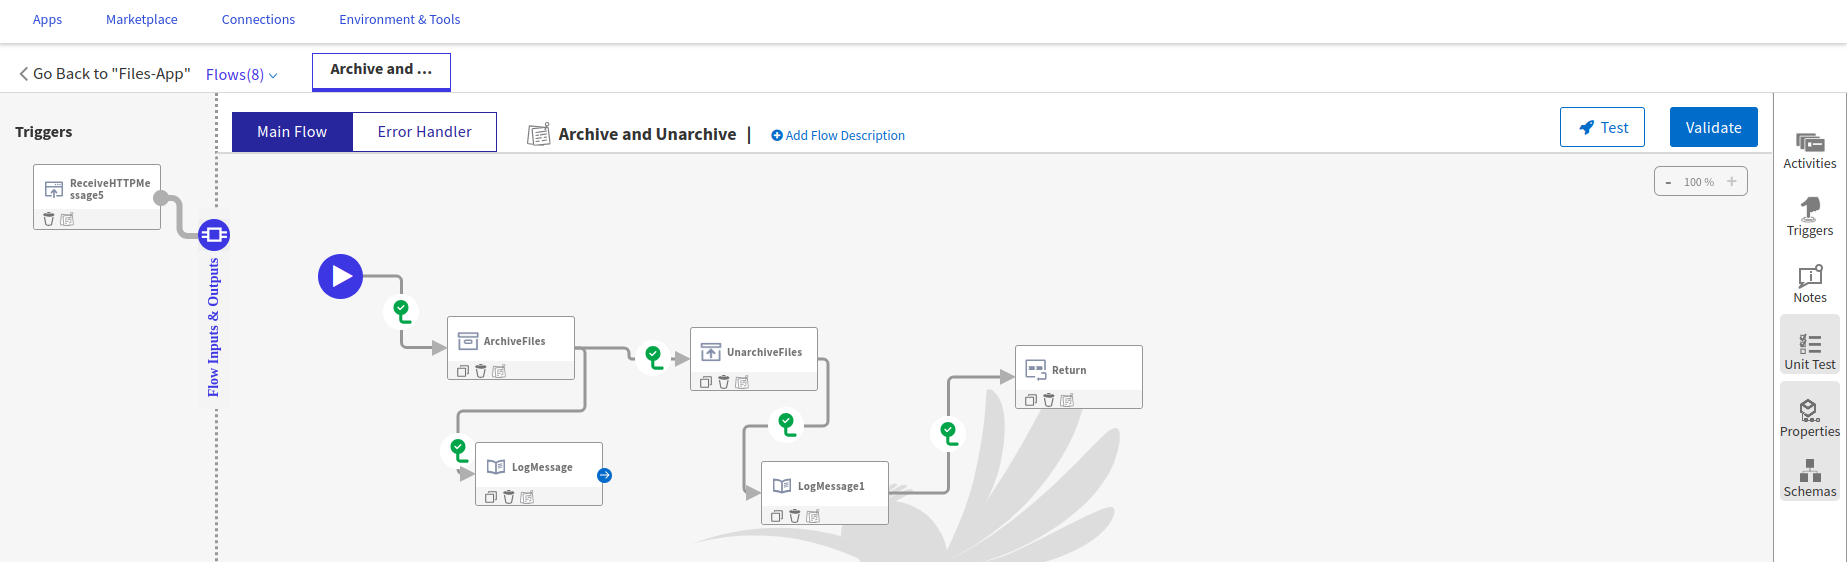 Apps Marketplace Connections Environment & Tools
Go Back to "Files-App" Flows(8) Archive and ...
Triggers
Main Flow Error Handler Archive and Unarchive | Add Flow Description Test Validate
ReceiveHTTPMe
ssage5
Flow Inputs & Outputs
- 100 % +
ArchiveFiles
UnarchiveFiles
Return
LogMessage
LogMessage1
Activities
Triggers
Notes
Unit Test
Properties
Schemas